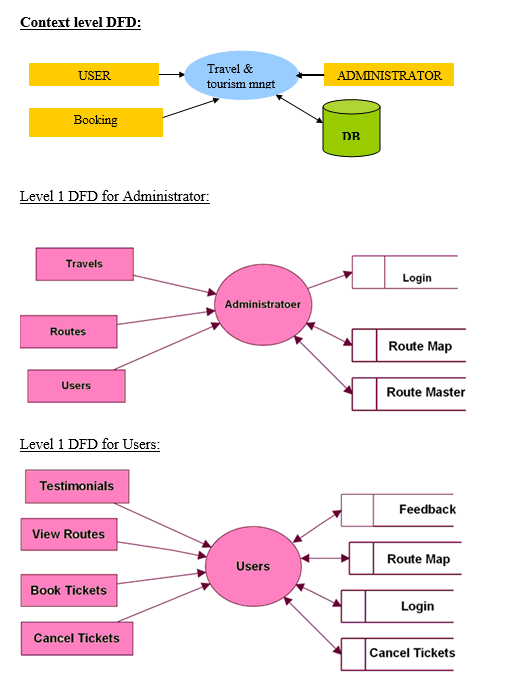 Context level DFD:
USER
Travel &
tourism mngt
ADMINISTRATOR
Booking
DB
Level 1 DFD for Administrator:
Travels
Login
Administratoer
Routes
Route Map
Users
Route Master
Level 1 DFD for Users:
Testimonials
Feedback
View Routes
Route Map
Users
Book Tickets
Login
Cancel Tickets
Cancel Tickets